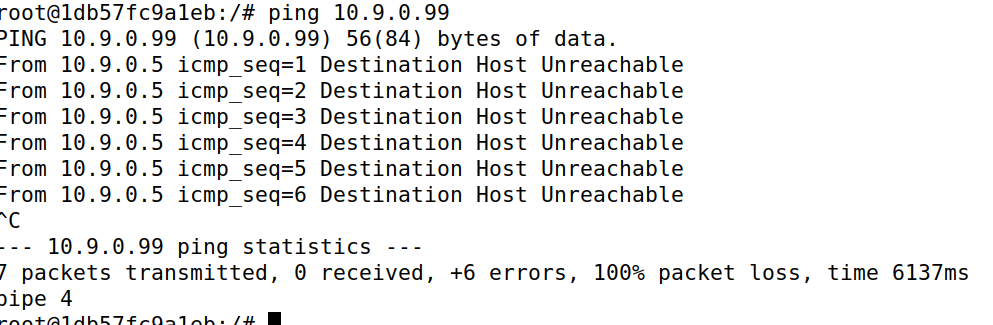 root@1db57fc9a1eb:/# ping 10.9.0.99
PING 10.9.0.99 (10.9.0.99) 56(84) bytes of data.
From 10.9.0.5 icmp_seq=1 Destination Host Unreachable
From 10.9.0.5 icmp_seq=2 Destination Host Unreachable
From 10.9.0.5 icmp_seq=3 Destination Host Unreachable
From 10.9.0.5 icmp_seq=4 Destination Host Unreachable
From 10.9.0.5 icmp_seq=5 Destination Host Unreachable
From 10.9.0.5 icmp_seq=6 Destination Host Unreachable
^C
--- 10.9.0.99 ping statistics ---
7 packets transmitted, 0 received, +6 errors, 100% packet loss, time 6137ms
pipe 4
root@1db57fc9a1eb:/#